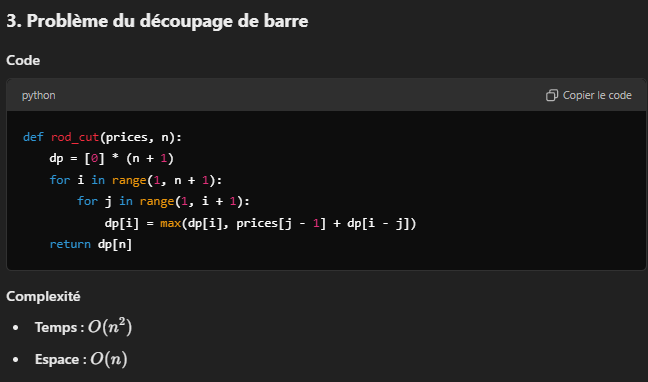 3. Problème du découpage de barre
Code
python
Copier le code
def rod_cut(prices, n):
    dp = [0] * (n + 1)
    for i in range(1, n + 1):
        for j in range(1, i + 1):
            dp[i] = max(dp[i], prices[j - 1] + dp[i - j])
    return dp[n]
Complexité
• Temps : O(n²)
• Espace : O(n)